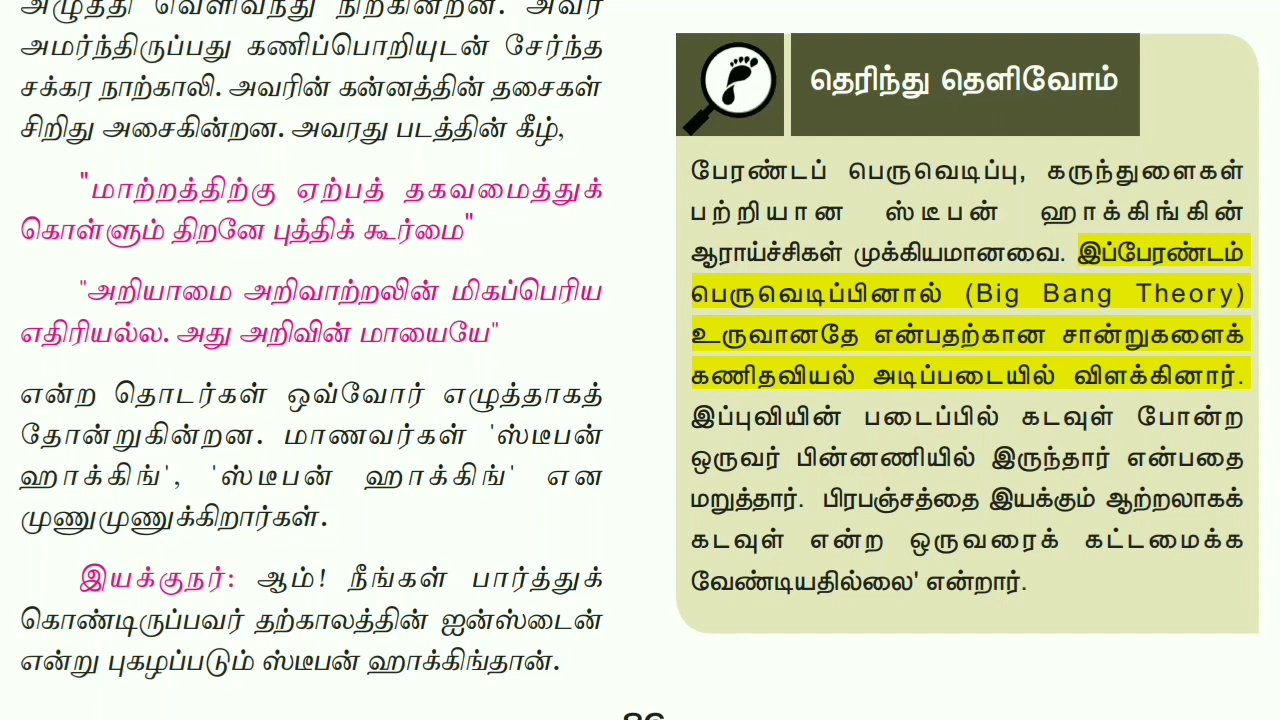 அழுத்தி வெளிவந்து நிற்கின்றன. அவர்
அமர்ந்திருப்பது கணிப்பொறியுடன் சேர்ந்த
சக்கர நாற்காலி. அவரின் கன்னத்தின் தசைகள்
சிறிது அசைகின்றன. அவரது படத்தின் கீழ்,
"மாற்றத்திற்கு ஏற்பத் தகவமைத்துக்
கொள்ளும் திறனே புத்திக் கூர்மை"
"அறியாமை அறிவாற்றலின் மிகப்பெரிய
எதிரியல்ல. அது அறிவின் மாயையே"
என்ற தொடர்கள் ஒவ்வோர் எழுத்தாகத்
தோன்றுகின்றன. மாணவர்கள் 'ஸ்டீபன்
ஹாக்கிங்', 'ஸ்டீபன் ஹாக்கிங்' என
முணுமுணுக்கிறார்கள்.
இயக்குநர்: ஆம்! நீங்கள் பார்த்துக்
கொண்டிருப்பவர் தற்காலத்தின் ஐன்ஸ்டைன்
என்று புகழப்படும் ஸ்டீபன் ஹாக்கிங்தான்.
தெரிந்து தெளிவோம்
பேரண்டப் பெருவெடிப்பு, கருந்துளைகள்
பற்றியான ஸ்டீபன் ஹாக்கிங்கின்
ஆராய்ச்சிகள் முக்கியமானவை. இப்பேரண்டம்
பெருவெடிப்பினால் (Big Bang Theory)
உருவானதே என்பதற்கான சான்றுகளைக்
கணிதவியல் அடிப்படையில் விளக்கினார்.
இப்புவியின் படைப்பில் கடவுள் போன்ற
ஒருவர் பின்னணியில் இருந்தார் என்பதை
மறுத்தார். பிரபஞ்சத்தை இயக்கும் ஆற்றலாகக்
கடவுள் என்ற ஒருவரைக் கட்டமைக்க
வேண்டியதில்லை' என்றார்.